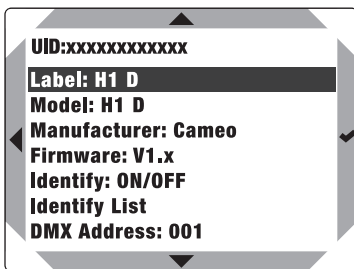 UID:xxxxxxxxxxxx
Label: H1 D
Model: H1 D
Manufacturer: Cameo
Firmware: V1.x
Identify: ON/OFF
Identify List
DMX Address: 001